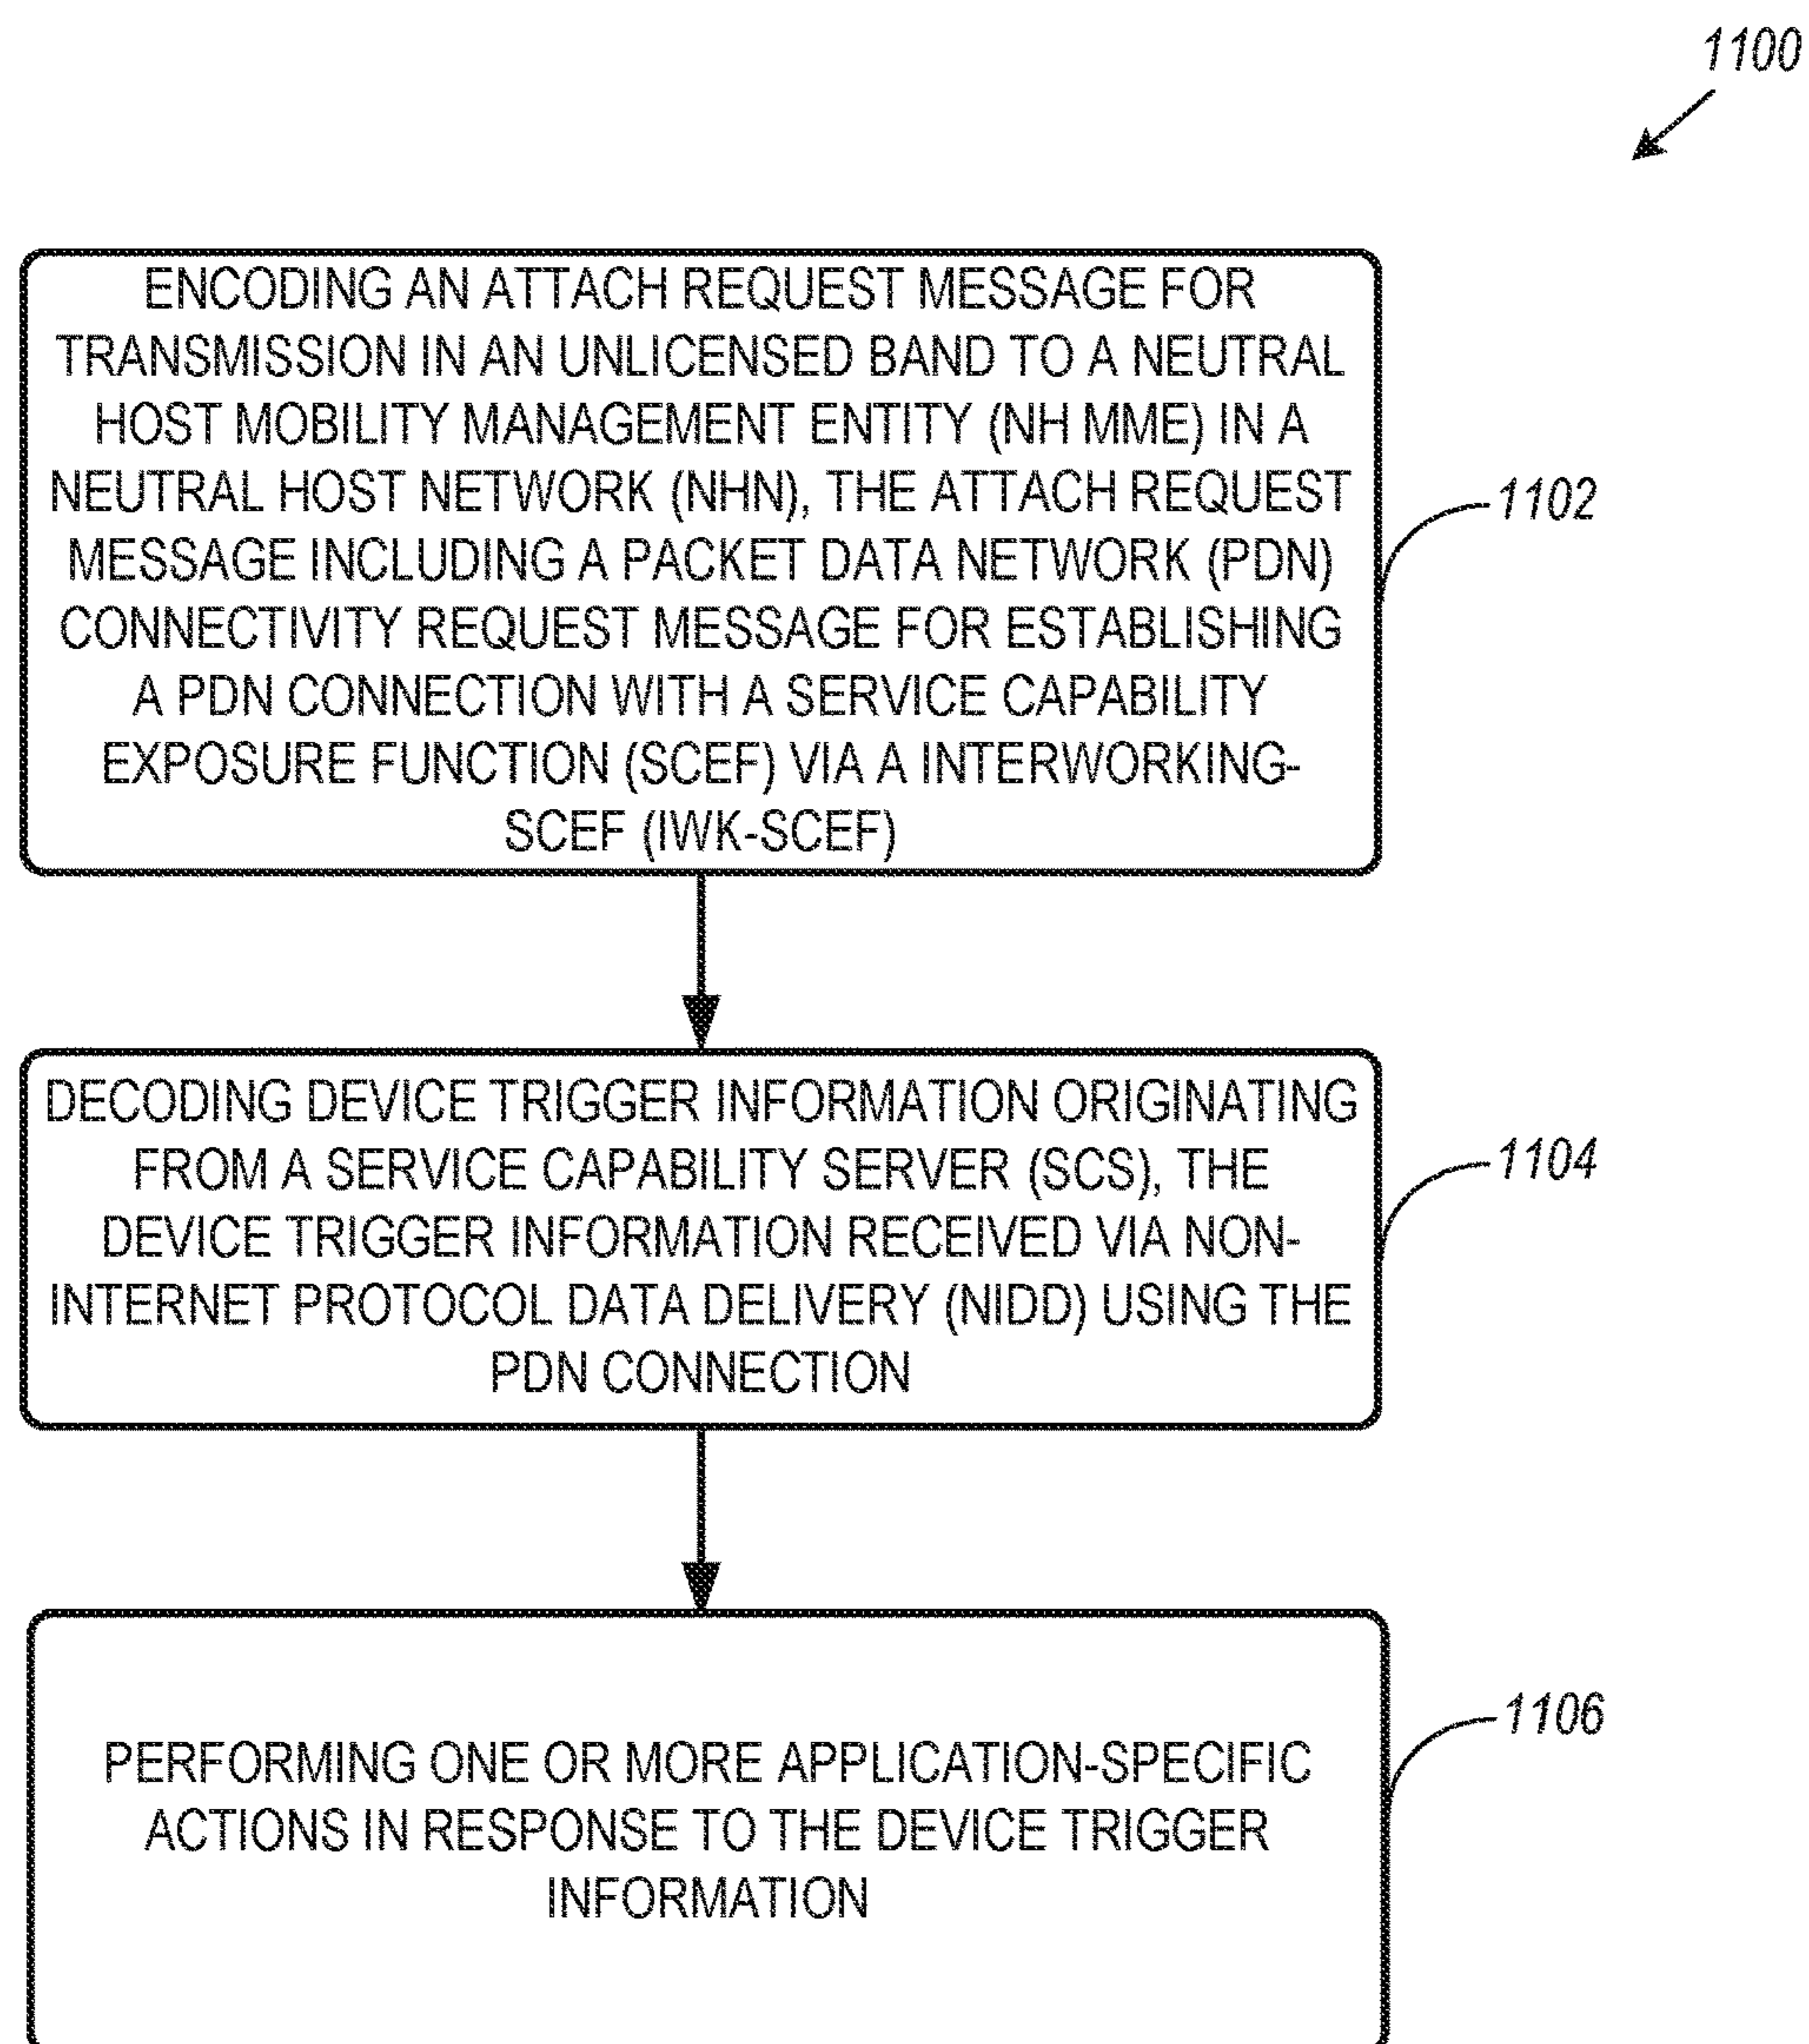 1100
ENCODING AN ATTACH REQUEST MESSAGE FOR
TRANSMISSION IN AN UNLICENSED BAND TO A NEUTRAL
HOST MOBILITY MANAGEMENT ENTITY (NH MME) IN A
NEUTRAL HOST NETWORK (NHN), THE ATTACH REQUEST
MESSAGE INCLUDING A PACKET DATA NETWORK (PDN)
CONNECTIVITY REQUEST MESSAGE FOR ESTABLISHING
A PDN CONNECTION WITH A SERVICE CAPABILITY
EXPOSURE FUNCTION (SCEF) VIA A INTERWORKING-
SCEF (IWK-SCEF)
1102
DECODING DEVICE TRIGGER INFORMATION ORIGINATING
FROM A SERVICE CAPABILITY SERVER (SCS), THE
DEVICE TRIGGER INFORMATION RECEIVED VIA NON-
INTERNET PROTOCOL DATA DELIVERY (NIDD) USING THE
PDN CONNECTION
1104
PERFORMING ONE OR MORE APPLICATION-SPECIFIC
ACTIONS IN RESPONSE TO THE DEVICE TRIGGER
INFORMATION
1106